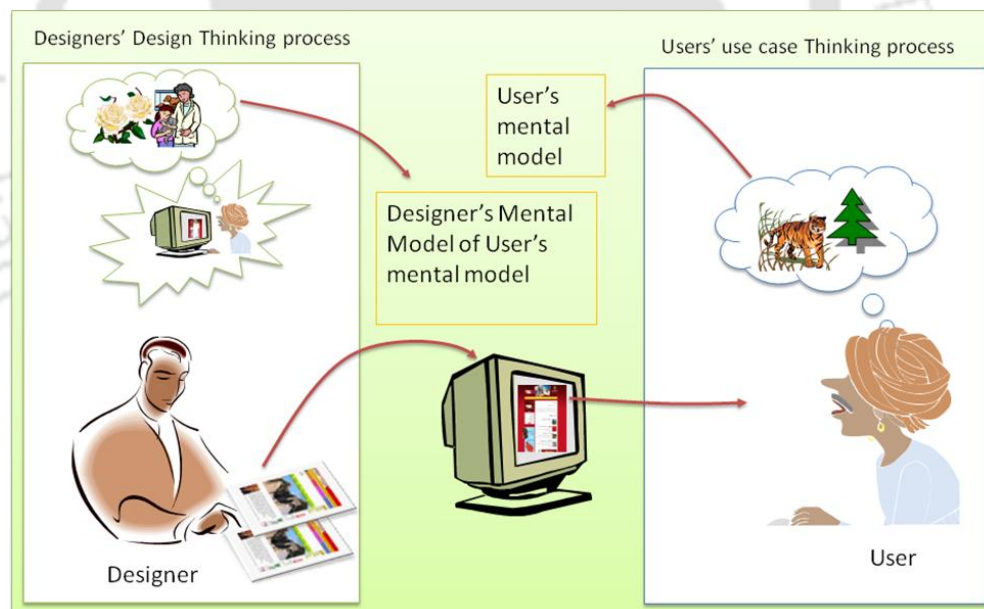 Designers’ Design Thinking process
Users’ use case Thinking process
User’s
mental
model
Designer’s Mental
Model of User’s
mental model
Designer
User